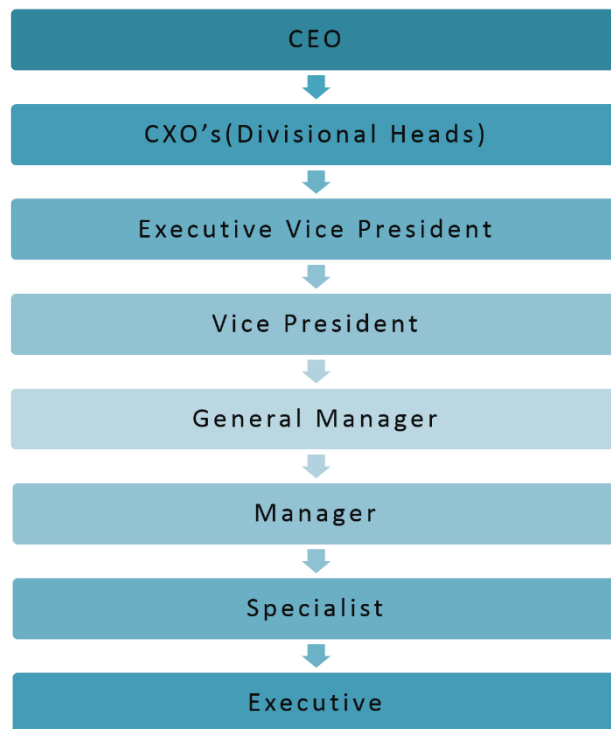 CEO
CXO’s(Divisional Heads)
Executive Vice President
Vice President
General Manager
Manager
Specialist
Executive